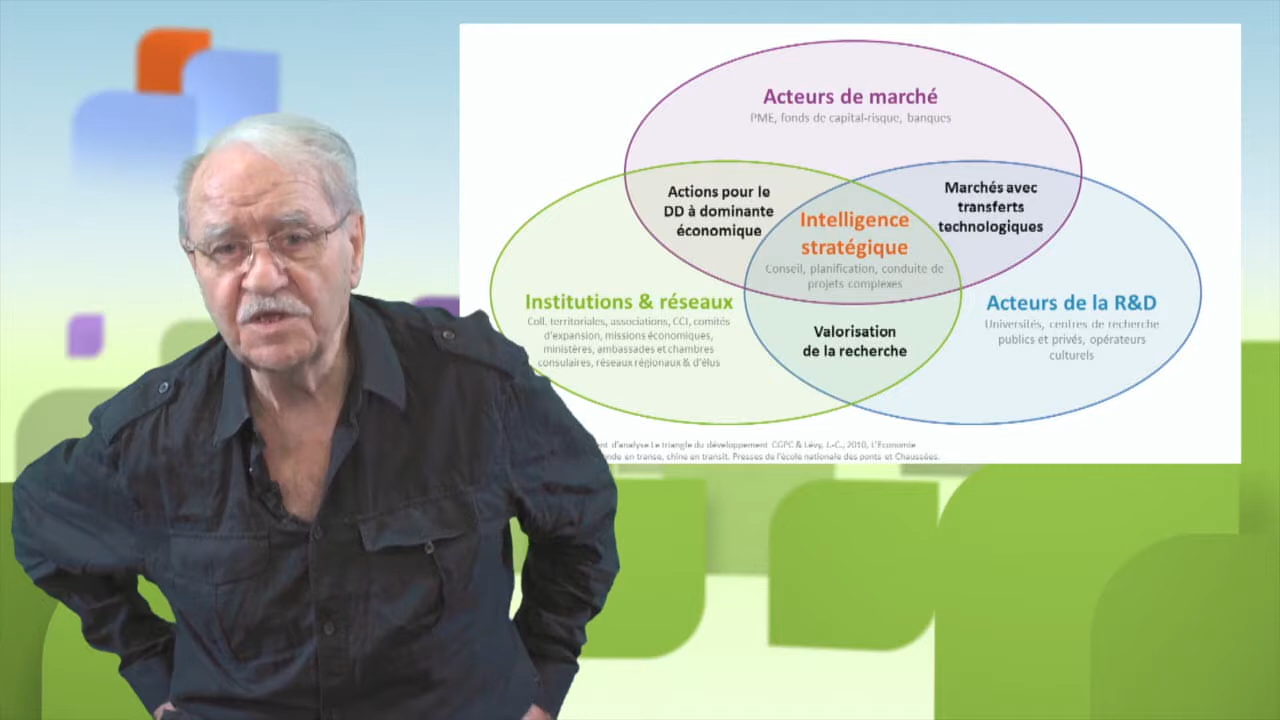 Acteurs de marché
PME, fonds de capital-risque, banques
Actions pour le
DD à dominante
économique
Marchés avec
transferts
technologiques
Intelligence
stratégique
Conseil, planification, conduite de
projets complexes
Institutions & réseaux
Coll. territoriales, associations, CCI, comités
d'expansion, missions économiques,
ministères, ambassades et chambres
consulaires, réseaux régionaux & d'élus
Acteurs de la R&D
Universités, centres de recherche
publics et privés, opérateurs
culturels
Valorisation
de la recherche
d'analyse Le triangle du développement CGPC & Lévy, J.-C., 2010, L'Economie
en transe, chine en transit. Presses de l'école nationale des ponts et Chaussées.